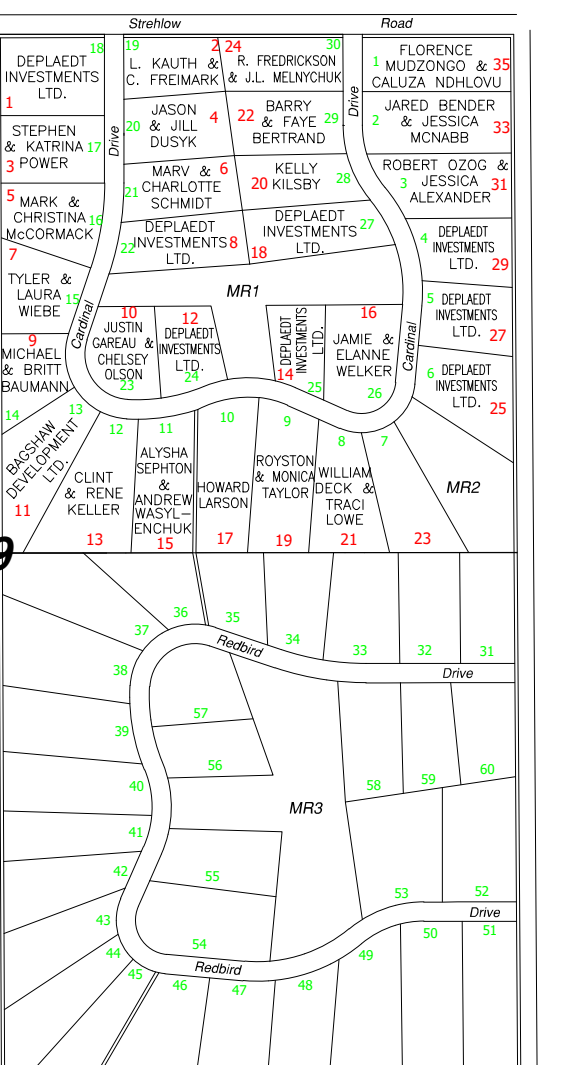 Strehlow Road
18
DEPLAEDT
INVESTMENTS
LTD.
1
19
2
L. KAUTH &
C. FREIMARK
24
30
R. FREDRICKSON
& J.L. MELNYCHUK
1
FLORENCE
MUDZONGO &
CALUZA NDHLOVU
35
Drive
Drive
STEPHEN
& KATRINA
POWER
17
3
JASON
& JILL
DUSYK
20
4
BARRY
& FAYE
BERTRAND
22
29
JARED BENDER
& JESSICA
MCNABB
2
33
5
MARK &
CHRISTINA
McCORMACK
16
MARV &
CHARLOTTE
SCHMIDT
6
21
KELLY
KILSBY
20
28
ROBERT OZOG &
JESSICA
ALEXANDER
3
31
DEPLAEDT
INVESTMENTS
LTD.
22
8
DEPLAEDT
INVESTMENTS
LTD.
18
27
DEPLAEDT
INVESTMENTS
LTD.
4
29
7
TYLER &
LAURA
WIEBE
15
MR1
DEPLAEDT
INVESTMENTS
LTD.
5
27
9
MICHAEL
& BRITT
BAUMANN
14
Cardinal
10
JUSTIN
GAREAU &
CHELSEY
OLSON
23
12
DEPLAEDT
INVESTMENTS
LTD.
24
DEPLAEDT
INVESTMENTS
LTD.
14
25
16
JAMIE &
ELANNE
WELKER
26
Cardinal
DEPLAEDT
INVESTMENTS
LTD.
6
25
13
BAGSHAW
DEVELOPMENT
LTD.
11
12
CLINT
& RENE
KELLER
13
11
ALYSHA
SEPHTON
&
ANDREW
WASYL-
ENCHUK
15
10
HOWARD
LARSON
17
9
ROYSTON
& MONICA
TAYLOR
19
8
WILLIAM
DECK &
TRACI
LOWE
21
7
MR2
23
9
36
35
37
Redbird
34
33
32
31
Drive
38
57
39
56
40
58
59
60
MR3
41
42
55
43
53
52
Drive
44
54
45
Redbird
46
47
48
49
50
51